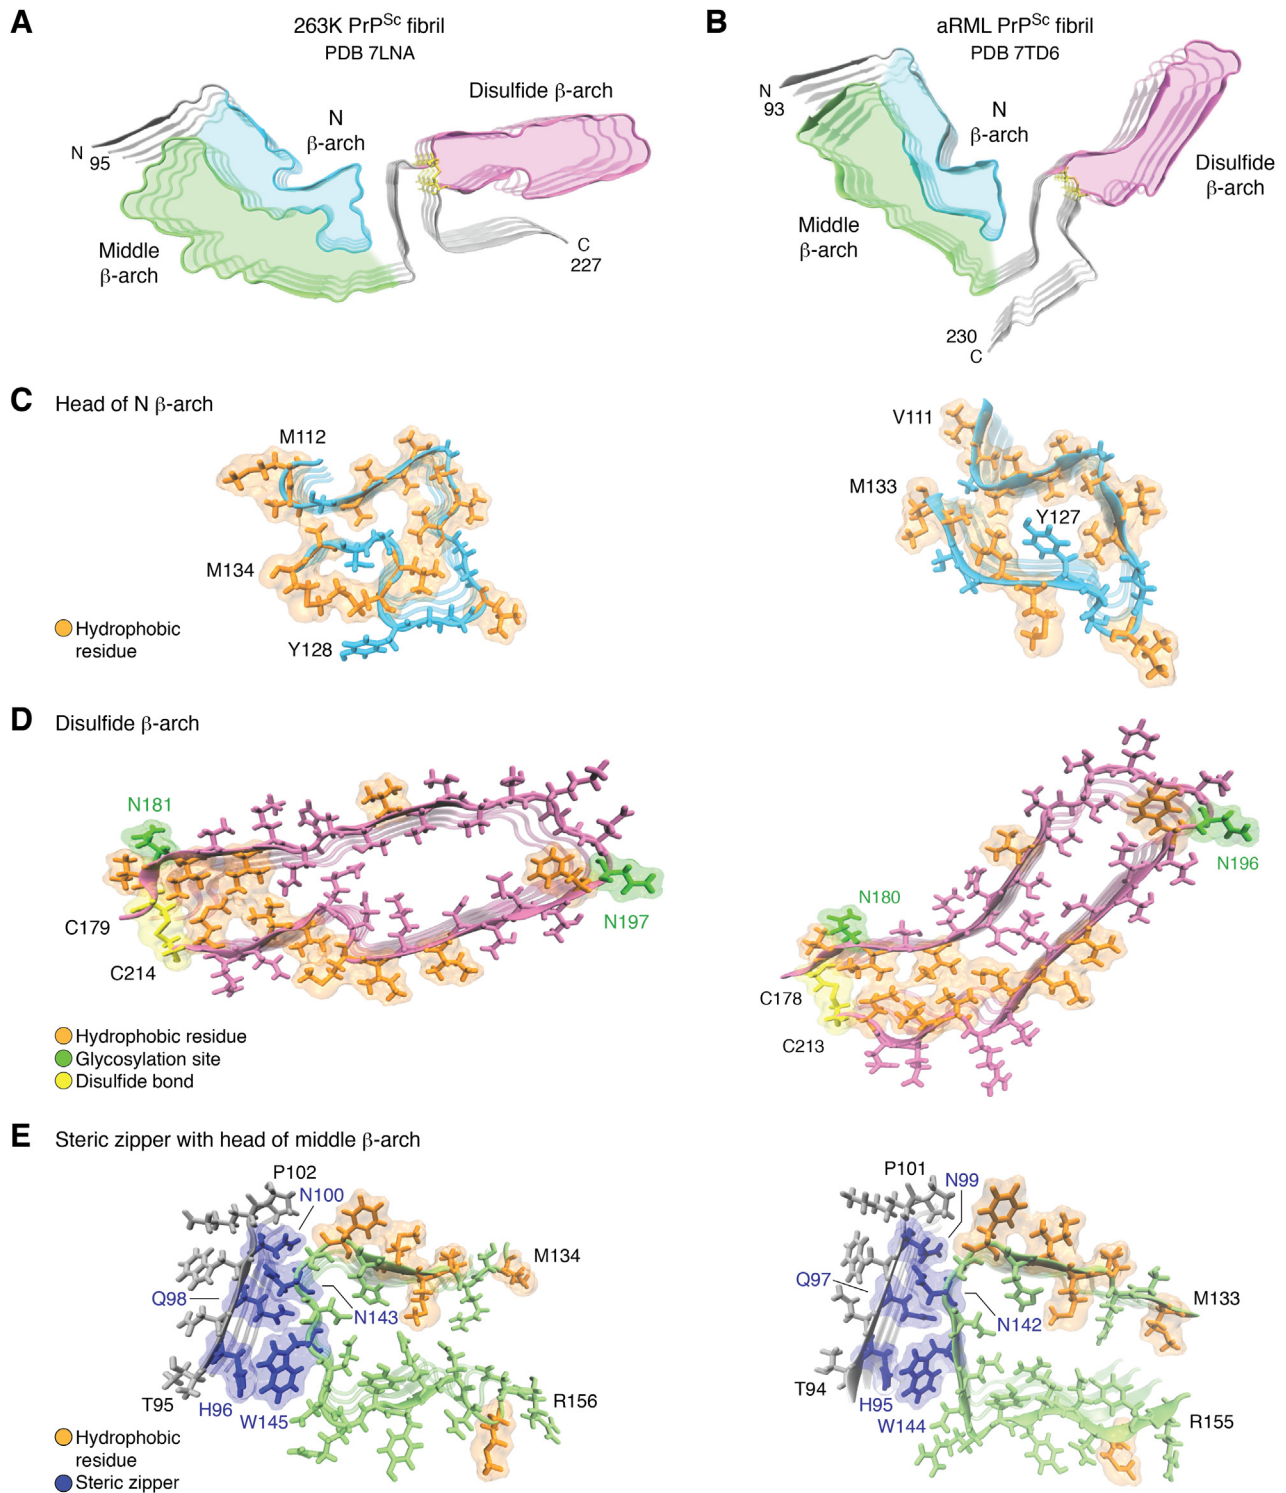 A
263K PrPSc fibril
PDB 7LNA
N
β-arch
Disulfide β-arch
N
95
Middle
β-arch
C
227
B
aRML PrPSc fibril
PDB 7TD6
N
93
N
β-arch
Disulfide
β-arch
Middle
β-arch
230
C
C
Head of N β-arch
M112
M134
Y128
Hydrophobic
residue
V111
M133
Y127
D
Disulfide β-arch
N181
C179
C214
N197
Hydrophobic residue
Glycosylation site
Disulfide bond
N180
N196
C178
C213
E
Steric zipper with head of middle β-arch
P102
N100
M134
Q98
N143
T95
H96
W145
R156
Hydrophobic
residue
Steric zipper
P101
N99
Q97
N142
M133
T94
H95
W144
R155